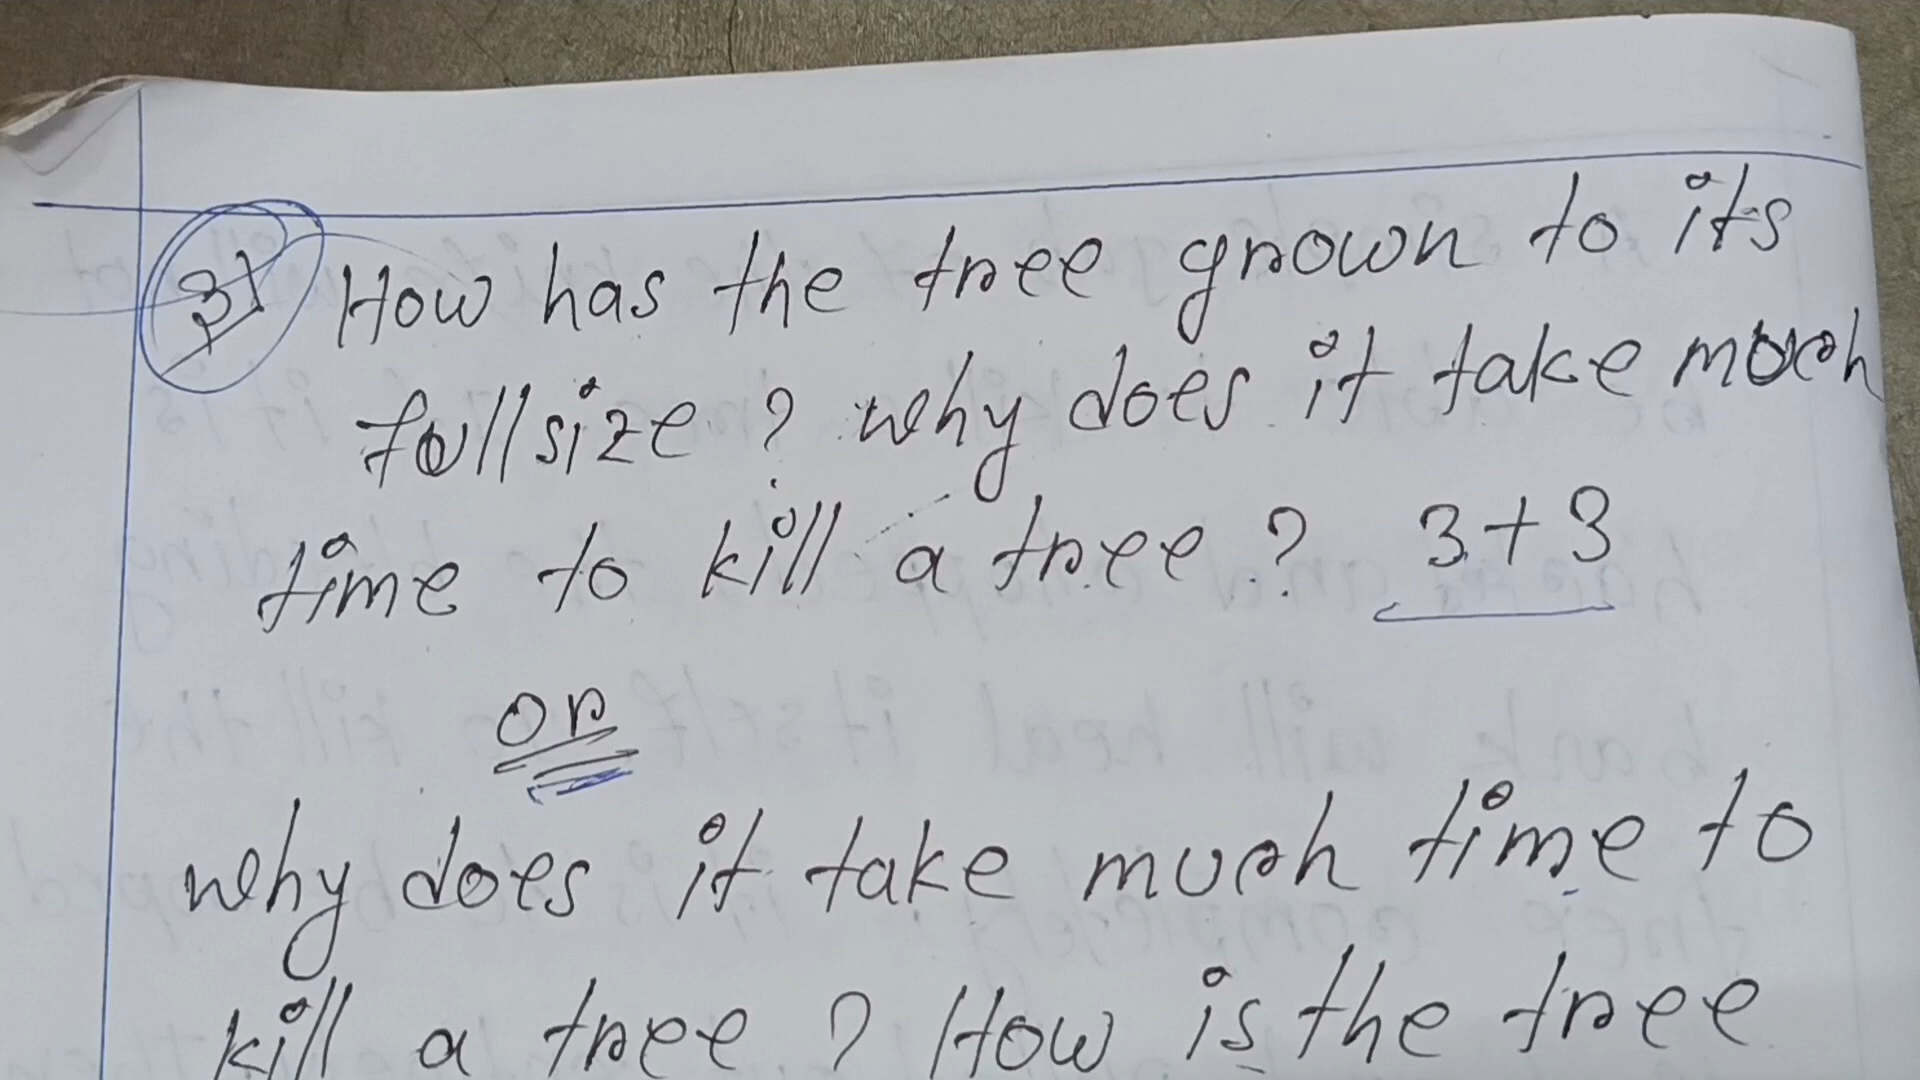 3) How has the tree grown to its
full size? why does it take much
time to kill a tree? 3+3
or
why does it take much time to
kill a tree? How is the tree